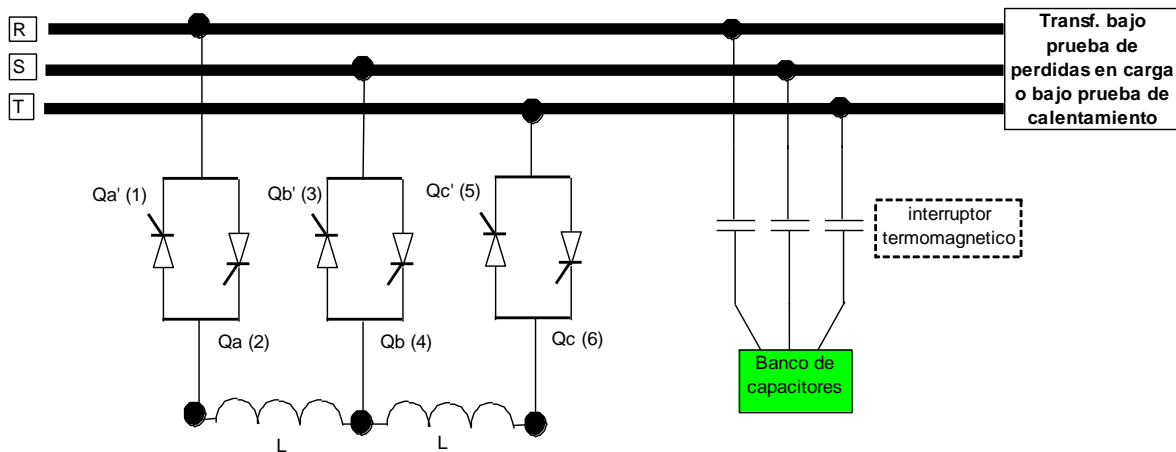 R
S
T
Transf. bajo
prueba de
perdidas en carga
o bajo prueba de
calentamiento
Qa' (1)
Qb' (3)
Qc' (5)
interruptor
termomagnetico
Qa (2)
Qb (4)
Qc (6)
Banco de
capacitores
L
L